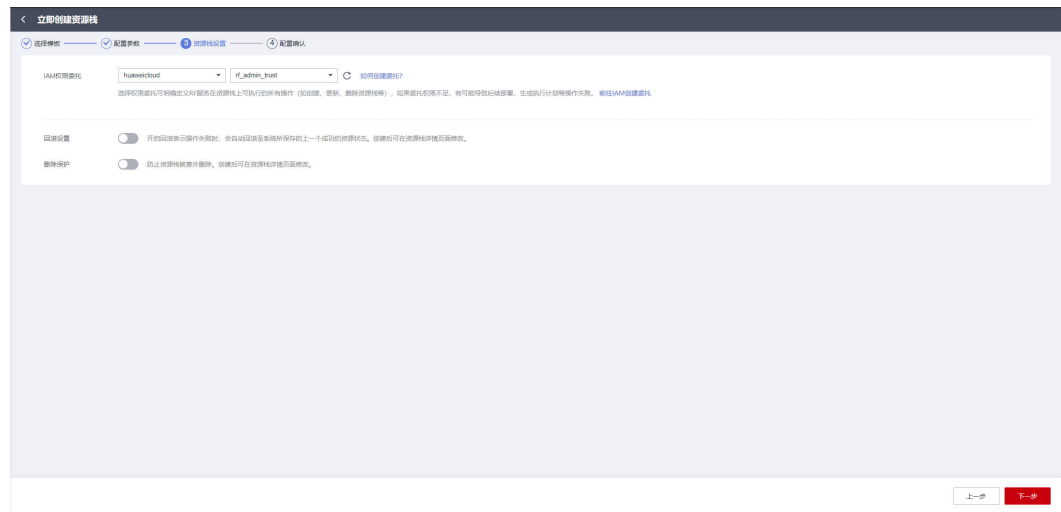 立即创建资源栈
选择模板 配置参数 3 资源栈设置 4 配置确认
IAM权限委托 huaweicloud rf_admin_trust 如何创建委托?
选择权限委托可明确定义RF服务在资源栈上可执行的所有操作（如创建、更新、删除资源栈等），如果委托权限不足，有可能导致后续部署、生成执行计划等操作失败。 前往IAM创建委托
回滚设置 开启回滚表示操作失败时，会自动回滚至系统所保存的上一个成功的资源状态。创建后可在资源栈详情页面修改。
删除保护 防止资源栈被意外删除。创建后可在资源栈详情页面修改。
上一步 下一步